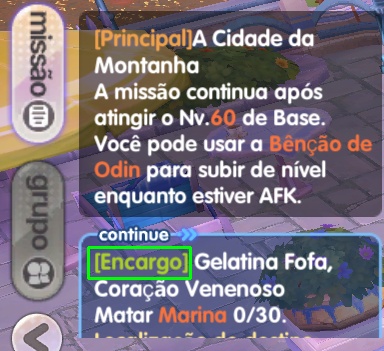 missão
grupo
[Principal]A Cidade da
Montanha
A missão continua após
atingir o Nv.60 de Base.
Você pode usar a Bênção de
Odin para subir de nível
enquanto estiver AFK.
continue
[Encargo] Gelatina Fofa,
Coração Venenoso
Matar Marina 0/30.